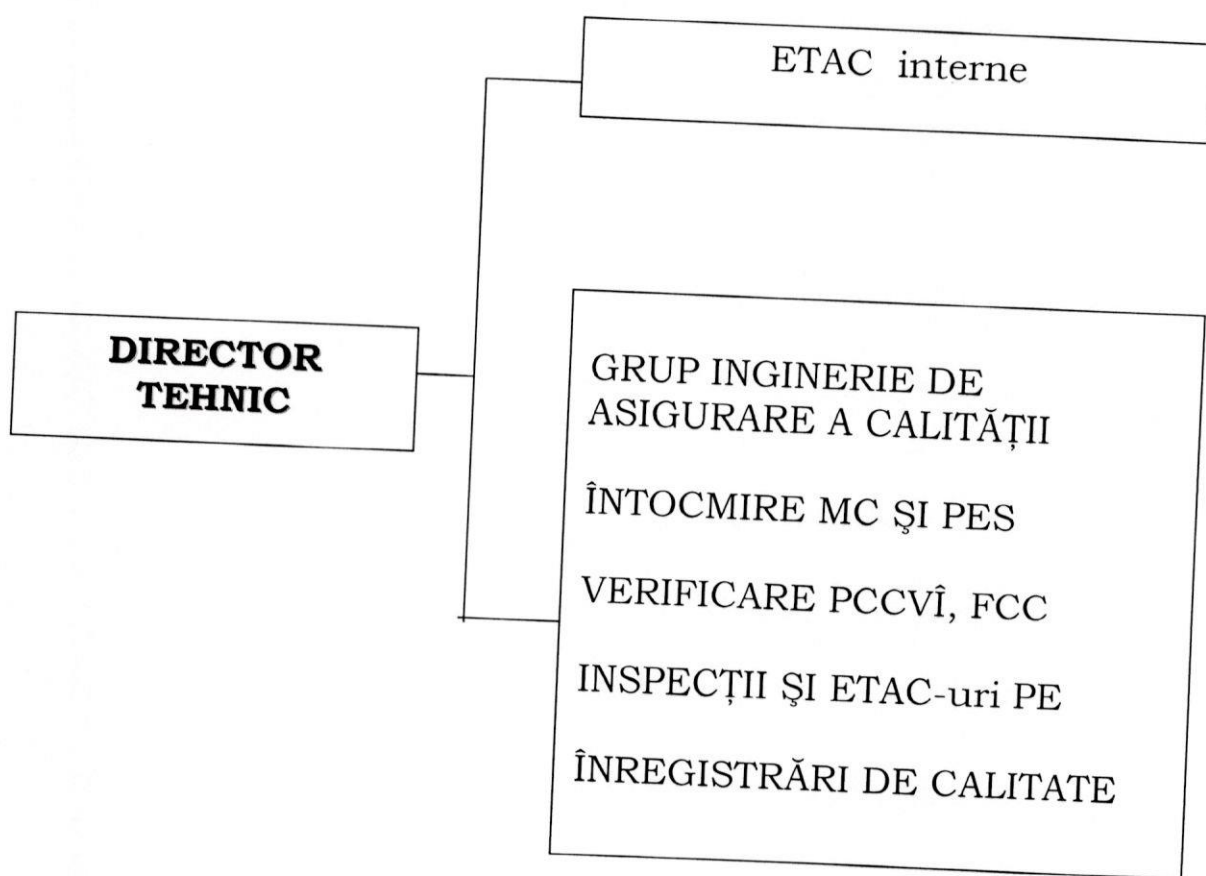 ETAC interne
DIRECTOR
TEHNIC
GRUP INGINERIE DE
ASIGURARE A CALITĂȚII
ÎNTOCMIRE MC ŞI PES
VERIFICARE PCCVÎ, FCC
INSPECȚII ŞI ETAC-uri PE
ÎNREGISTRĂRI DE CALITATE